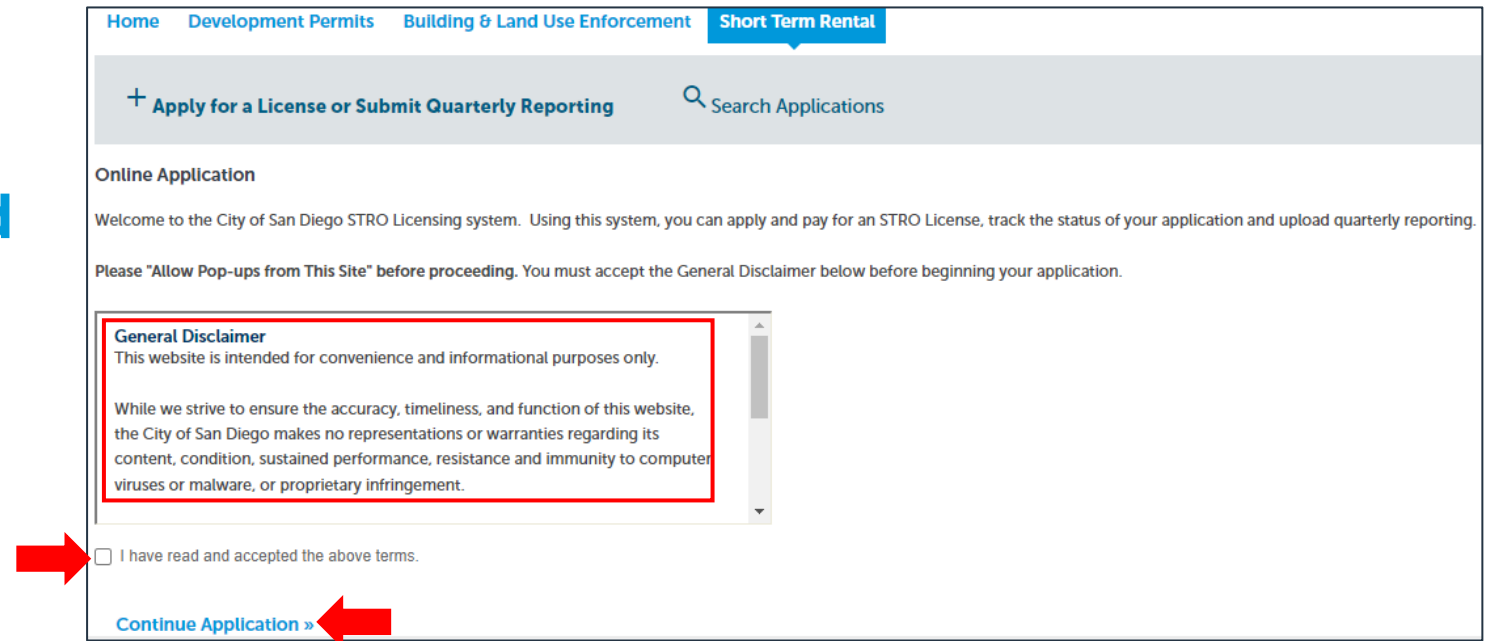 Home Development Permits Building & Land Use Enforcement Short Term Rental
+ Apply for a License or Submit Quarterly Reporting Search Applications
Online Application
Welcome to the City of San Diego STRO Licensing system. Using this system, you can apply and pay for an STRO License, track the status of your application and upload quarterly reporting.
Please "Allow Pop-ups from This Site" before proceeding. You must accept the General Disclaimer below before beginning your application.
General Disclaimer
This website is intended for convenience and informational purposes only.
While we strive to ensure the accuracy, timeliness, and function of this website,
the City of San Diego makes no representations or warranties regarding its
content, condition, sustained performance, resistance and immunity to computer
viruses or malware, or proprietary infringement.
I have read and accepted the above terms.
Continue Application »